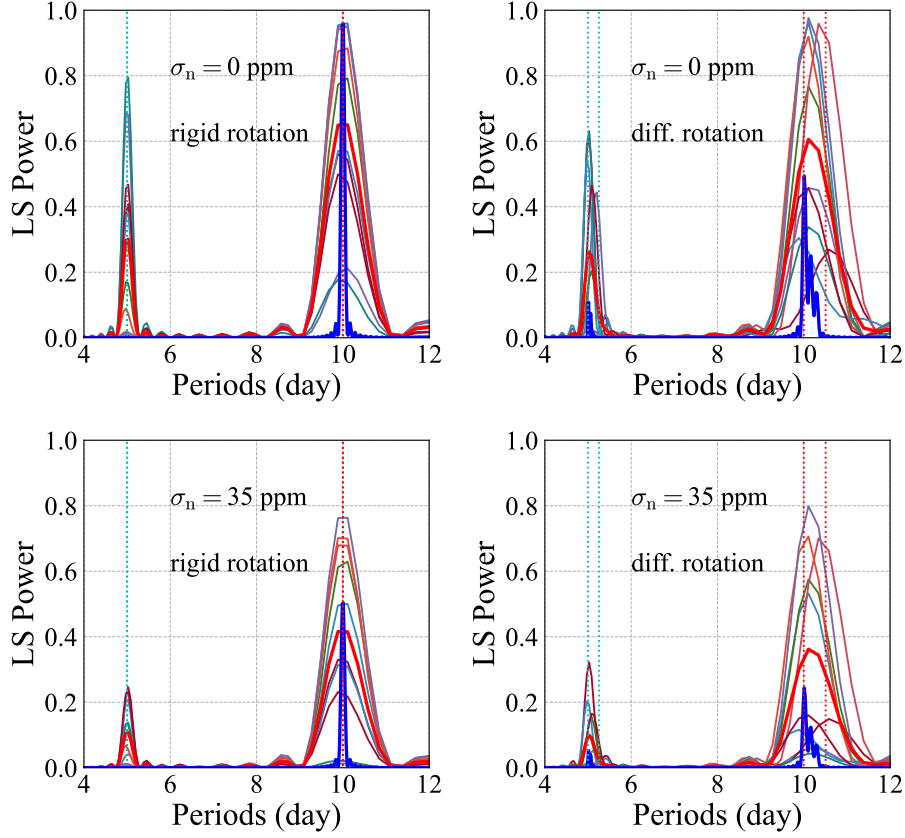 1.0
0.8
0.6
0.4
0.2
0.0
LS Power
σn = 0 ppm
rigid rotation
4 6 8 10 12
Periods (day)
1.0
0.8
0.6
0.4
0.2
0.0
LS Power
σn = 0 ppm
diff. rotation
4 6 8 10 12
Periods (day)
1.0
0.8
0.6
0.4
0.2
0.0
LS Power
σn = 35 ppm
rigid rotation
4 6 8 10 12
Periods (day)
1.0
0.8
0.6
0.4
0.2
0.0
LS Power
σn = 35 ppm
diff. rotation
4 6 8 10 12
Periods (day)